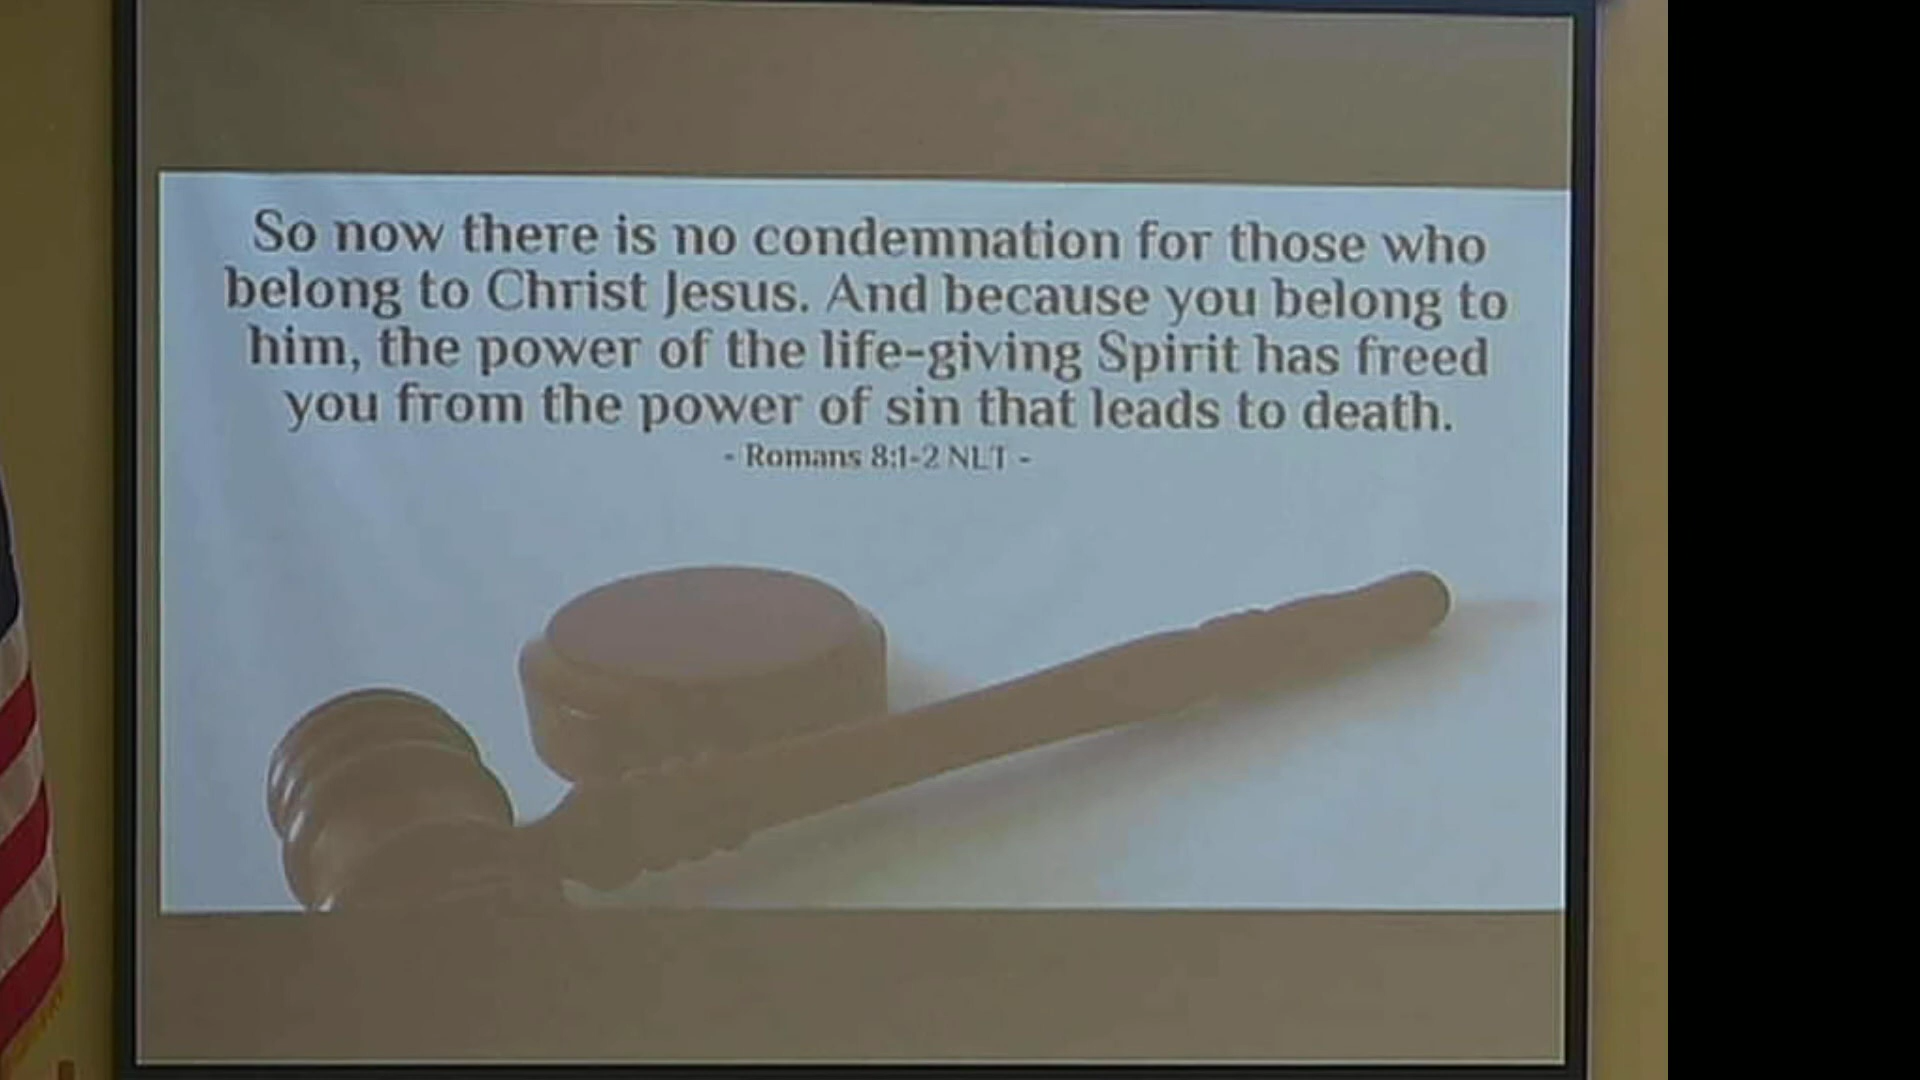 So now there is no condemnation for those who
belong to Christ Jesus. And because you belong to
him, the power of the life-giving Spirit has freed
you from the power of sin that leads to death.
- Romans 8:1-2 NLT -